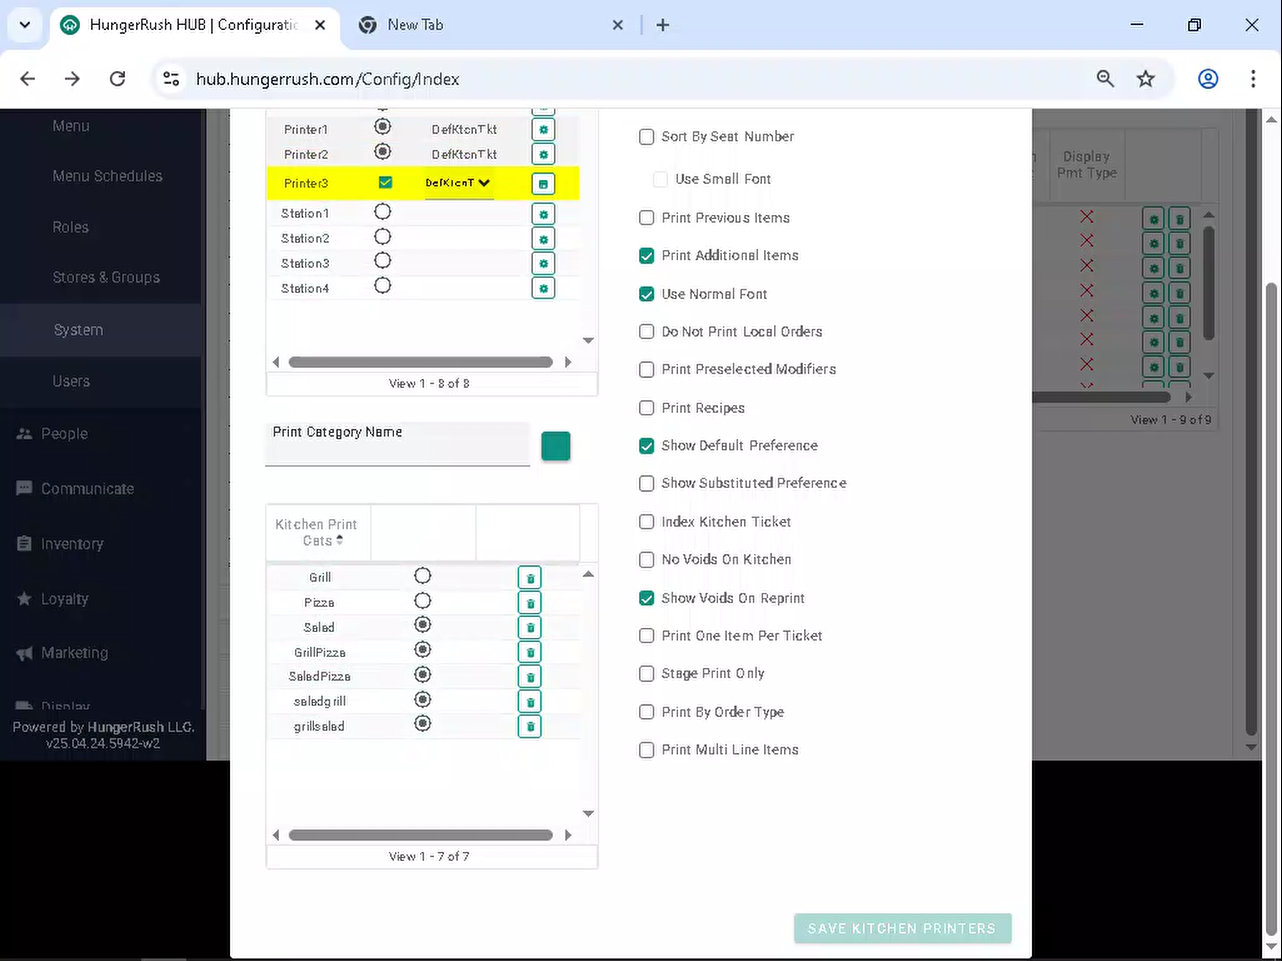 HungerRush HUB | Configuratio
New Tab
hub.hungerrush.com/Config/Index
Menu
Menu Schedules
Roles
Stores & Groups
System
Users
People
Communicate
Inventory
Loyalty
Marketing
Display
Powered by HungerRush LLC.
v25.04.24.5942-w2
Printer1 DefKtcnTkt
Printer2 DefKtcnTkt
Printer3 DefKtcnT
Station1
Station2
Station3
Station4
View 1 - 8 of 8
Print Category Name
Kitchen Print
Cats
Grill
Pizza
Salad
GrillPizza
SaladPizza
saladgrill
grillsalad
View 1 - 7 of 7
Sort By Seat Number
Use Small Font
Print Previous Items
Print Additional Items
Use Normal Font
Do Not Print Local Orders
Print Preselected Modifiers
Print Recipes
Show Default Preference
Show Substituted Preference
Index Kitchen Ticket
No Voids On Kitchen
Show Voids On Reprint
Print One Item Per Ticket
Stage Print Only
Print By Order Type
Print Multi Line Items
SAVE KITCHEN PRINTERS
Display
Pmt Type
View 1 - 9 of 9